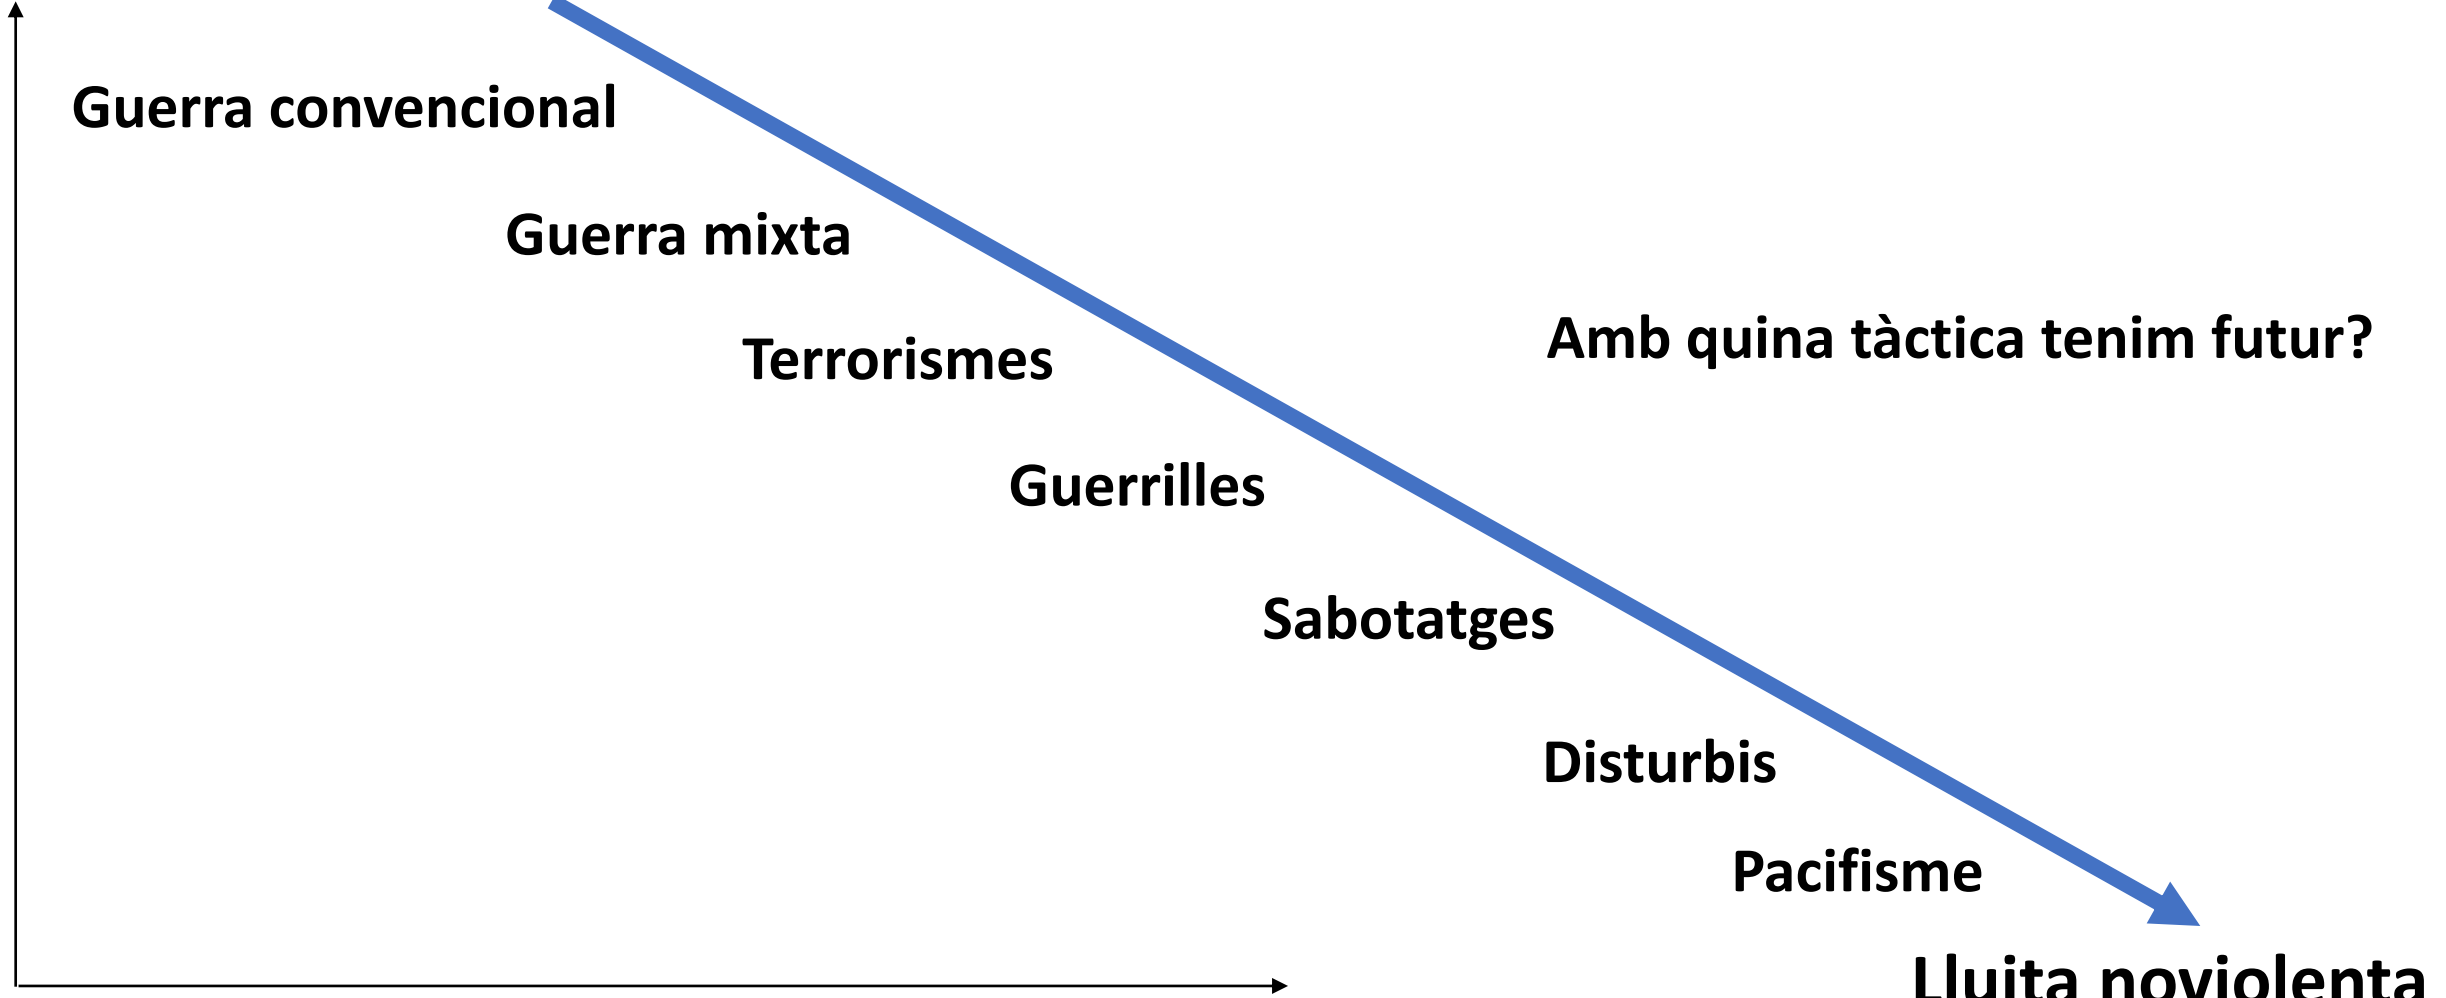 Guerra convencional
Guerra mixta
Amb quina tàctica tenim futur?
Terrorismes
Guerrilles
Sabotatges
Disturbis
Pacifisme
Lluita noviolenta